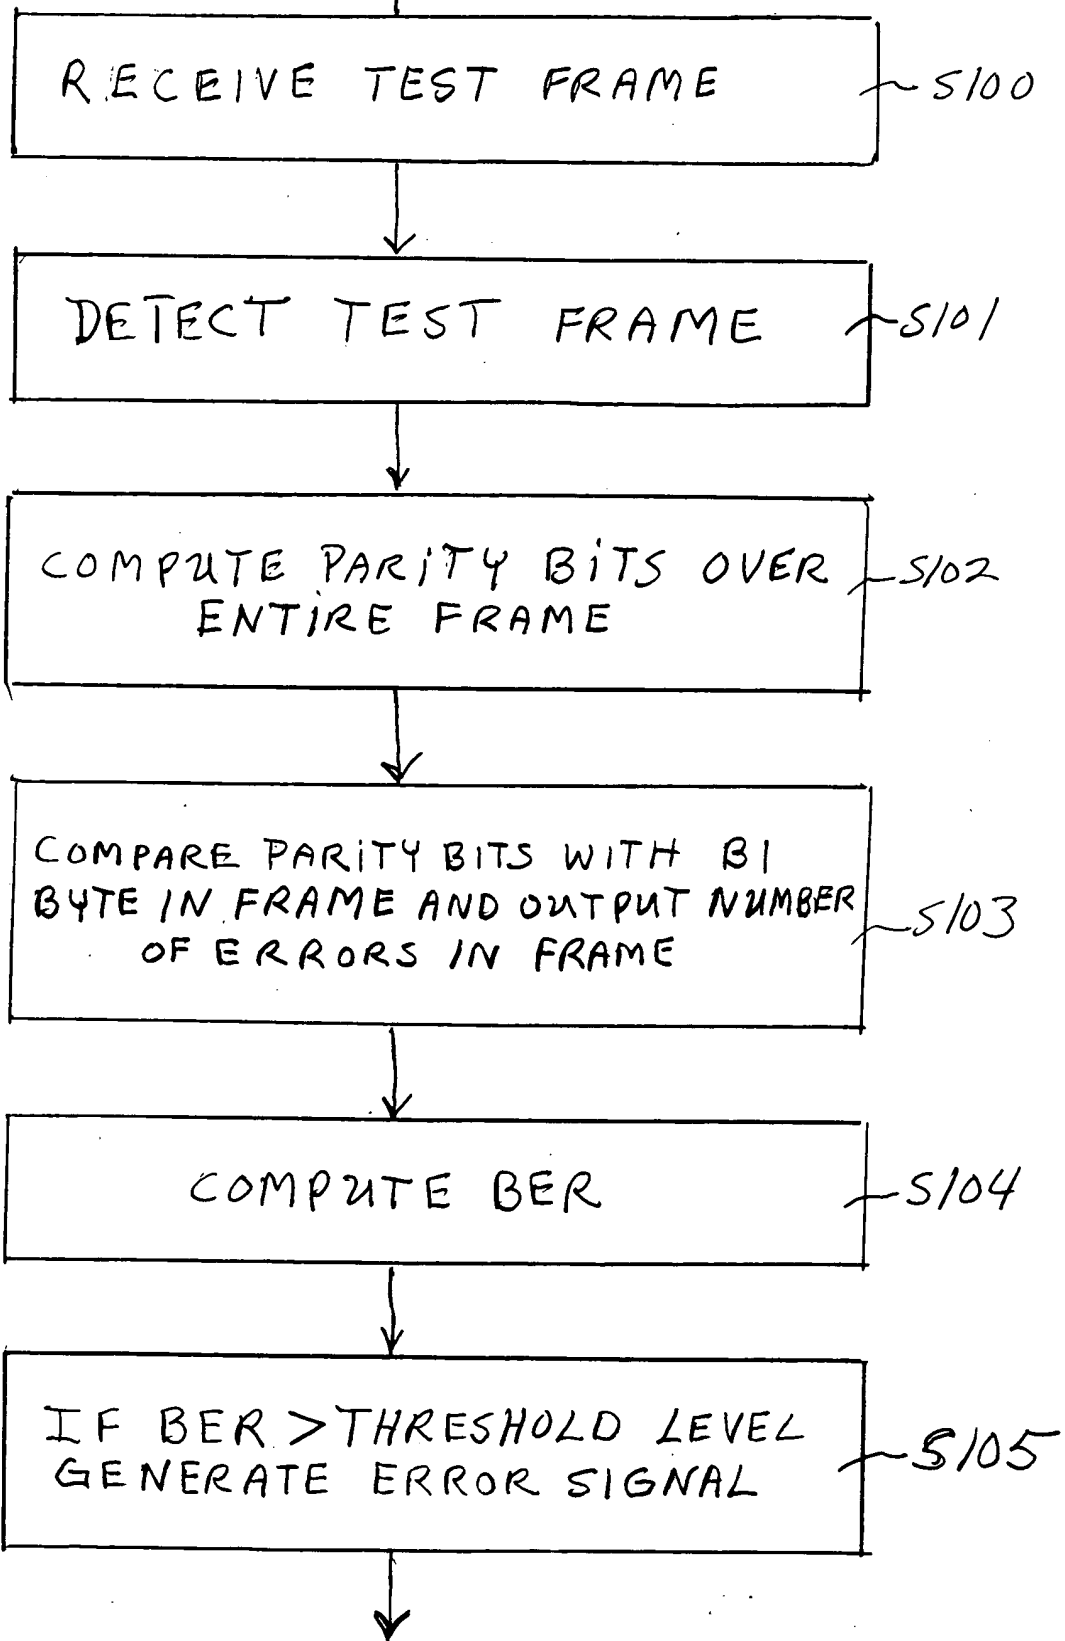 RECEIVE TEST FRAME
S100
DETECT TEST FRAME
S101
COMPUTE PARITY BITS OVER
ENTIRE FRAME
S102
COMPARE PARITY BITS WITH B1
BYTE IN FRAME AND OUTPUT NUMBER
OF ERRORS IN FRAME
S103
COMPUTE BER
S104
IF BER > THRESHOLD LEVEL
GENERATE ERROR SIGNAL
S105